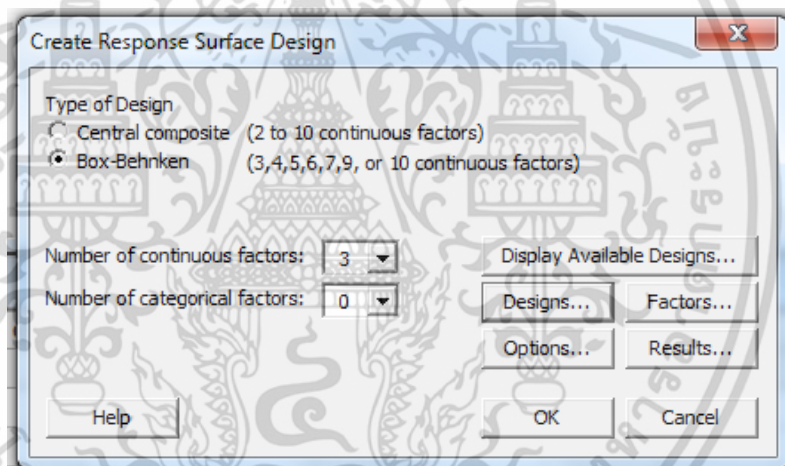 Create Response Surface Design
Type of Design
Central composite (2 to 10 continuous factors)
Box-Behnken (3,4,5,6,7,9, or 10 continuous factors)
Number of continuous factors: 3
Display Available Designs...
Number of categorical factors: 0
Designs... Factors...
Options... Results...
Help OK Cancel